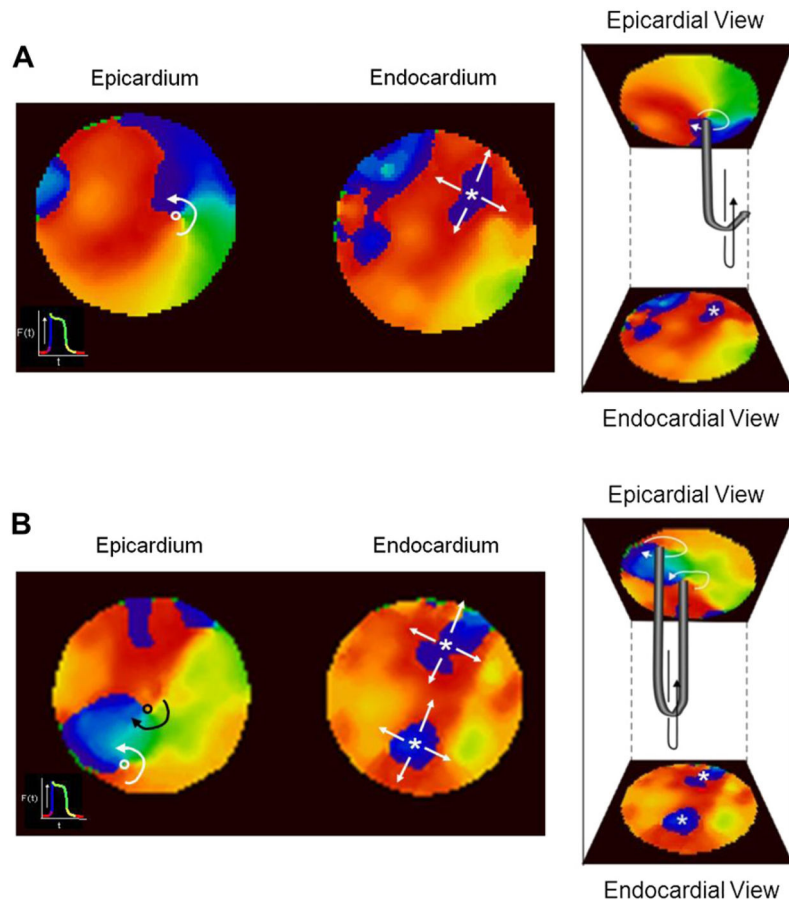 Epicardial View
A
Epicardium
Endocardium
*
F(t)
t
*
Endocardial View
Epicardial View
B
Epicardium
Endocardium
*
*
F(t)
t
*
*
Endocardial View